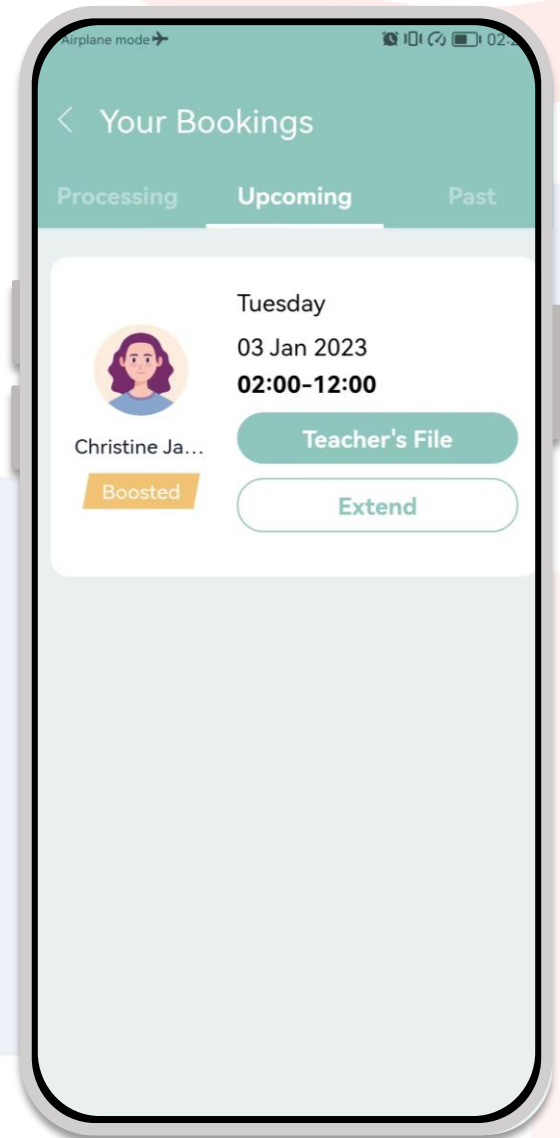 Airplane mode
Your Bookings
Processing Upcoming Past
Tuesday
03 Jan 2023
02:00-12:00
Christine Ja...
Teacher's File
Boosted
Extend